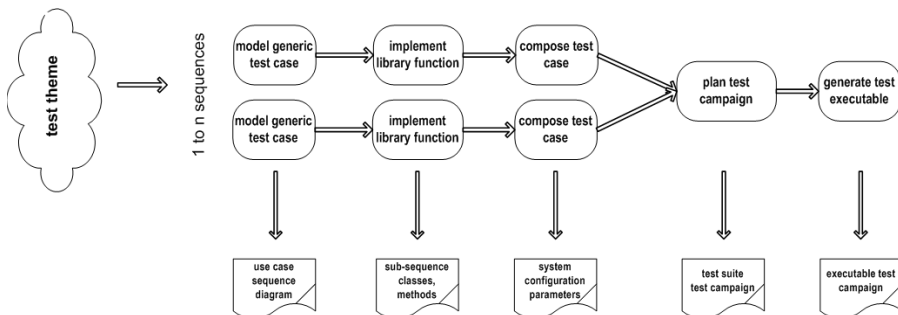 test theme
1 to n sequences
model generic
test case
implement
library function
compose test
case
model generic
test case
implement
library function
compose test
case
plan test
campaign
generate test
executable
use case
sequence
diagram
sub-sequence
classes,
methods
system
configuration
parameters
test suite
test campaign
executable test
campaign